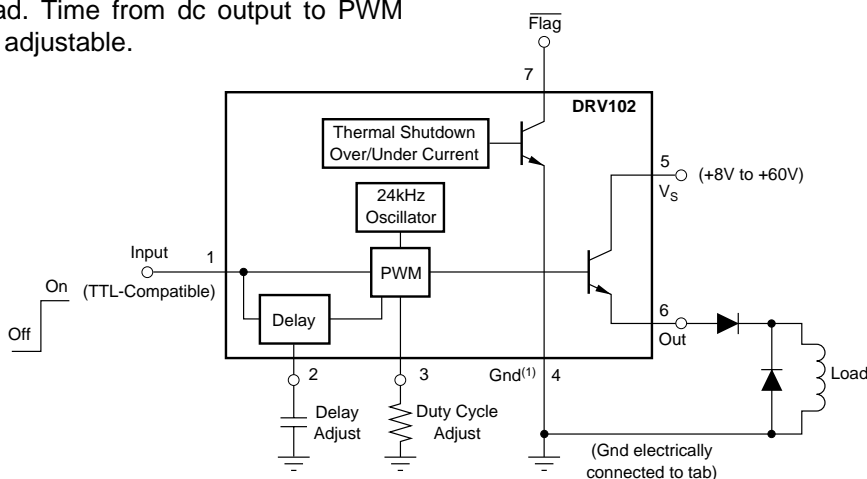 ad. Time from dc output to PWM
adjustable.
Flag
7
DRV102
Thermal Shutdown
Over/Under Current
5
(+8V to +60V)
VS
24kHz
Oscillator
Input
1
(TTL-Compatible)
On
Off
PWM
Delay
6
Out
Load
2
3
Gnd(1)
4
Delay
Adjust
Duty Cycle
Adjust
(Gnd electrically
connected to tab)